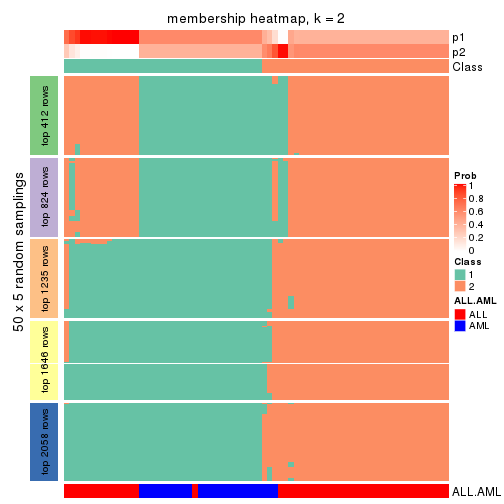 membership heatmap, k = 2
p1
p2
Class
50 x 5 random samplings
top 412 rows
top 824 rows
top 1235 rows
top 1646 rows
top 2058 rows
Prob
1
0.8
0.6
0.4
0.2
0
Class
1
2
ALL.AML
ALL
AML
ALL.AML